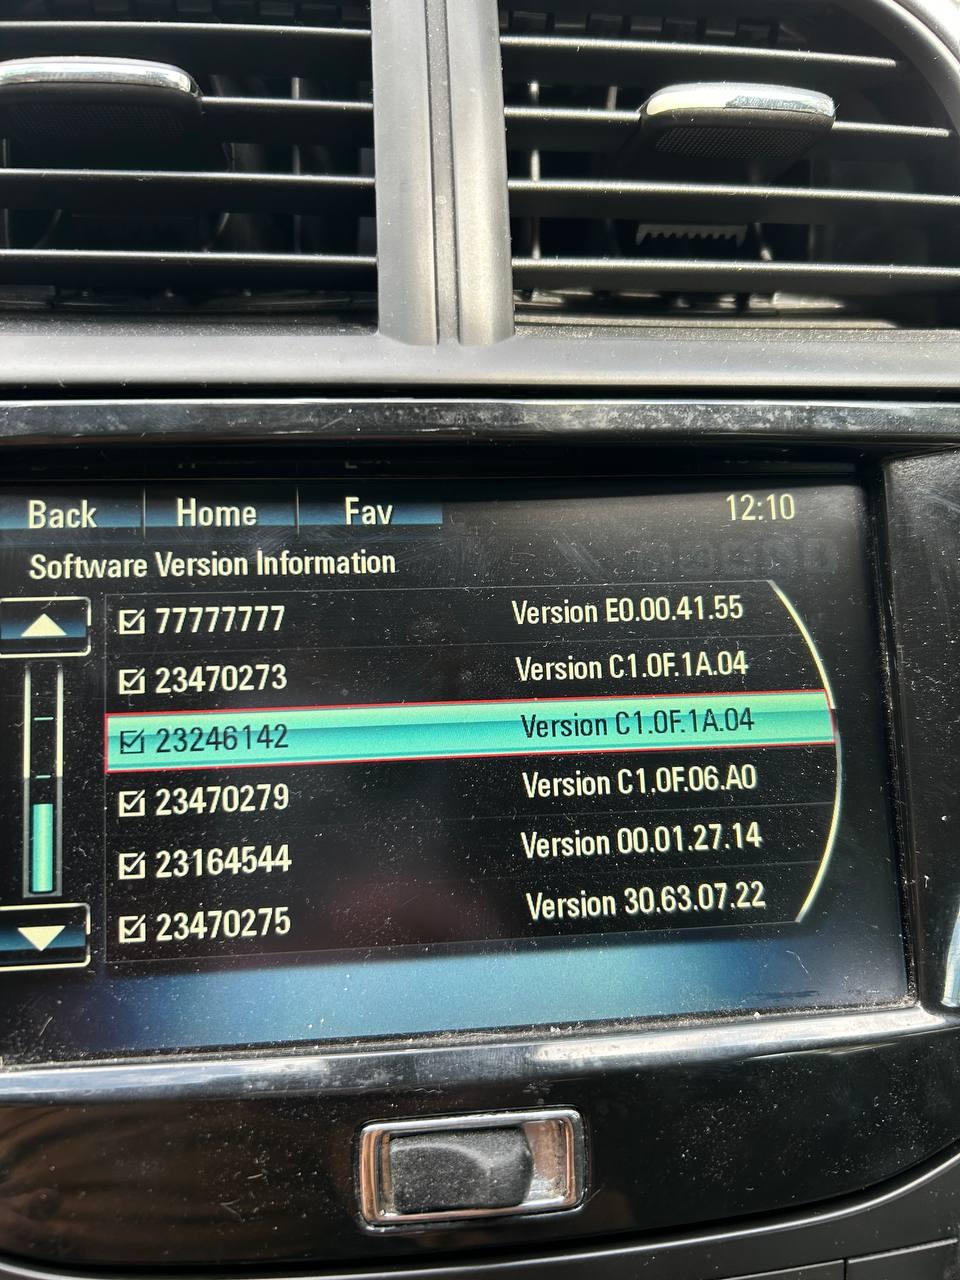 Back Home Fav 12:10
Software Version Information
77777777 Version E0.00.41.55
23470273 Version C1.0F.1A.04
23246142 Version C1.0F.1A.04
23470279 Version C1.0F.06.A0
23164544 Version 00.01.27.14
23470275 Version 30.63.07.22